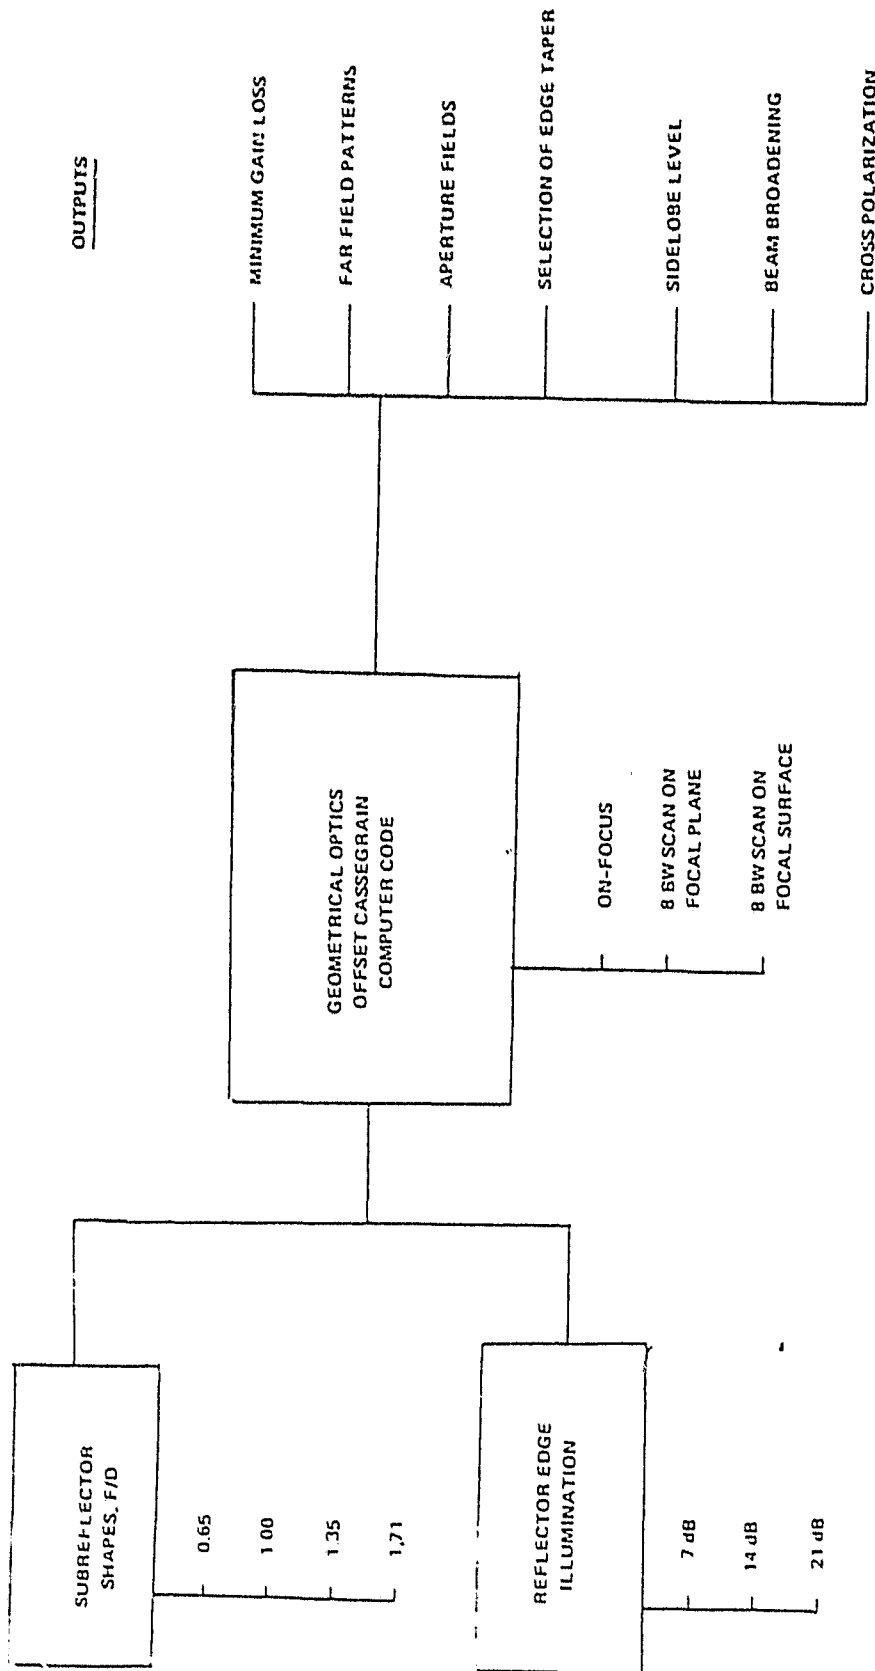 SUBREFLECTOR
SHAPES, F/D
0.65
1 00
1.35
1.71
REFLECTOR EDGE
ILLUMINATION
7 dB
14 dB
21 dB
GEOMETRICAL OPTICS
OFFSET CASSEGRAIN
COMPUTER CODE
ON-FOCUS
8 BW SCAN ON
FOCAL PLANE
8 BW SCAN ON
FOCAL SURFACE
OUTPUTS
MINIMUM GAIN LOSS
FAR FIELD PATTERNS
APERTURE FIELDS
SELECTION OF EDGE TAPER
SIDELOBE LEVEL
BEAM BROADENING
CROSS POLARIZATION